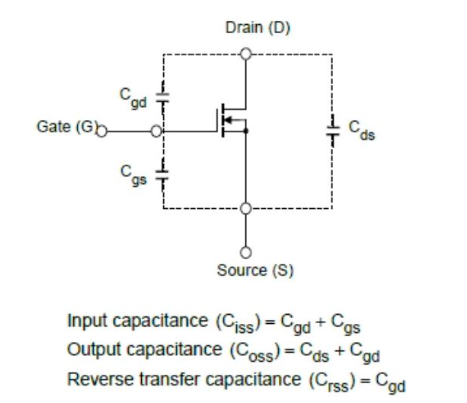 Drain (D)
Cgd
Gate (G)
Cds
Cgs
Source (S)
Input capacitance (Ciss) = Cgd + Cgs
Output capacitance (Coss) = Cds + Cgd
Reverse transfer capacitance (Crss) = Cgd